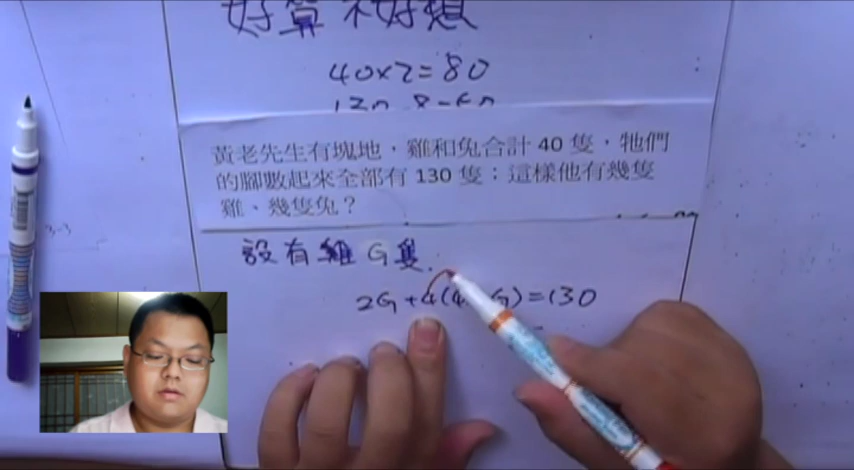 好算不好想
40×2=80
黃老先生有塊地，雞和兔合計 40 隻，牠們
的腳數起來全部有 130 隻；這樣他有幾隻
雞、幾隻兔？
設有雞 G 隻.
2G+4(4 G)=130